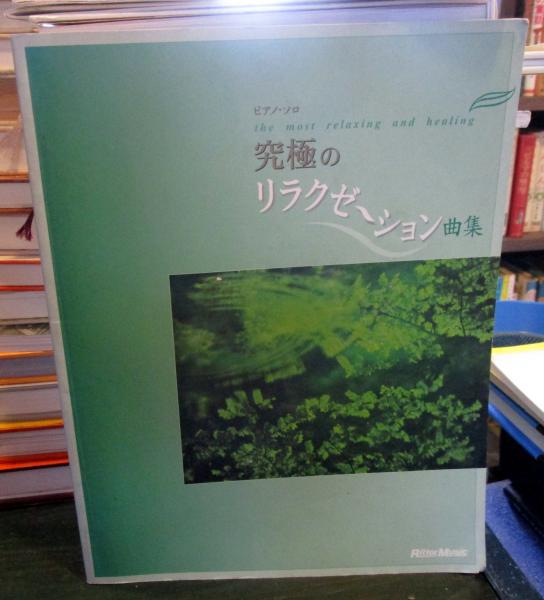 ピアノ・ソロ
the most relaxing and healing
究極の
リラクゼーション曲集
Rittor Music